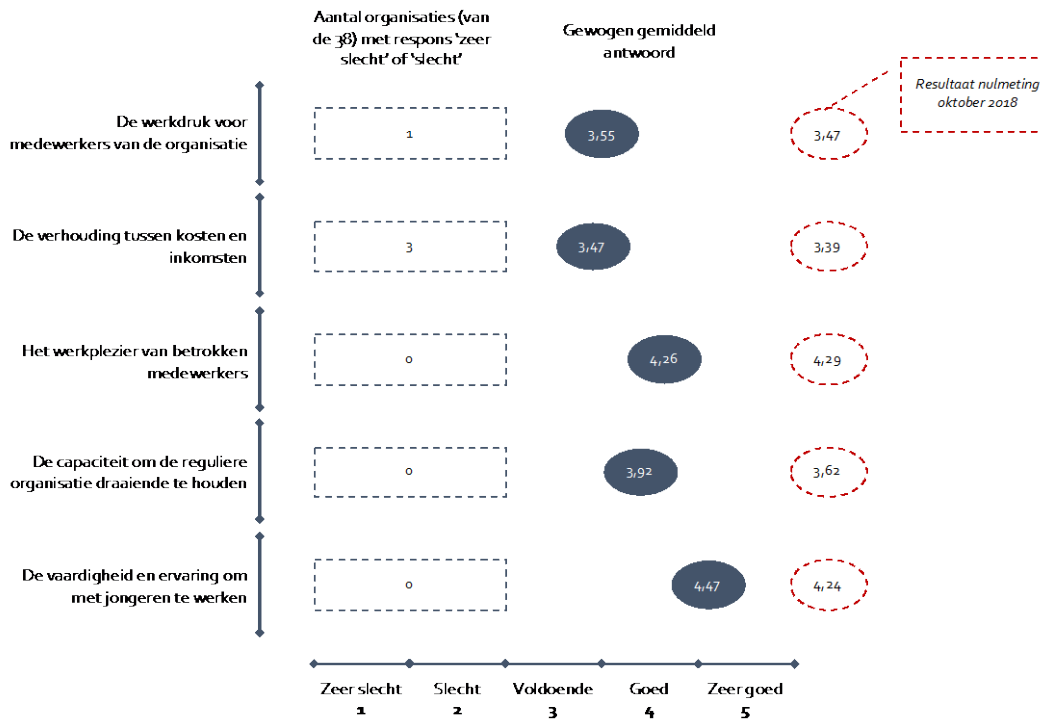 Aantal organisaties (van
de 38) met respons ‘zeer
slecht’ of ‘slecht’
Gewogen gemiddeld
antwoord
Resultaat nulmeting
oktober 2018
De werkdruk voor
medewerkers van de organisatie
1
3,55
3,47
De verhouding tussen kosten en
inkomsten
3
3,47
3,39
Het werkplezier van betrokken
medewerkers
0
4,26
4,29
De capaciteit om de reguliere
organisatie draaiende te houden
0
3,92
3,62
De vaardigheid en ervaring om
met jongeren te werken
0
4,47
4,24
Zeer slecht
1
Slecht
2
Voldoende
3
Goed
4
Zeer goed
5